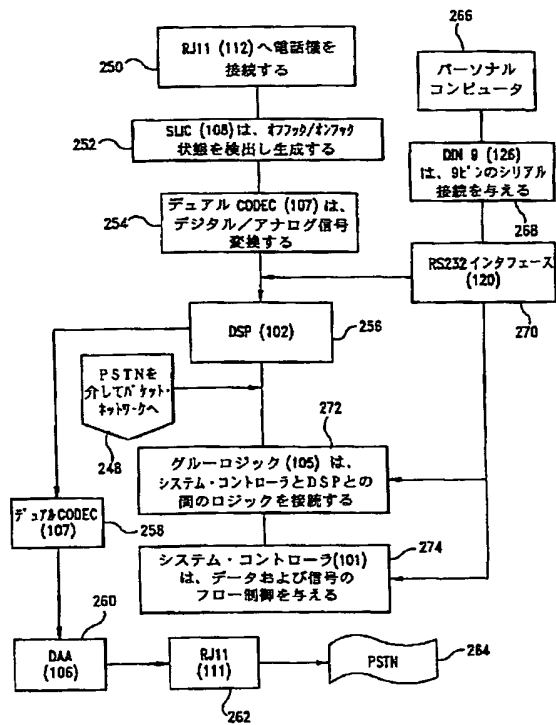 RJ11 (112) へ電話機を
接続する
250
SLIC (108) は、オフフック/オンフック
状態を検出し生成する
252
デュアル CODEC (107) は、
デジタル／アナログ信号
変換する
254
266
パーソナル
コンピュータ
DIN 9 (126)
は、9ピンのシリアル
接続を与える
268
RS232 インタフェース
(120)
270
DSP (102)
256
PSTNを
介してパケット・
ネットワークへ
248
272
グルーロジック (105) は、
システム・コントローラとDSPとの
間のロジックを接続する
デュアル CODEC
(107)
258
274
システム・コントローラ (101)
は、データおよび信号の
フロー制御を与える
260
DAA
(106)
RJ11
(111)
262
PSTN
264